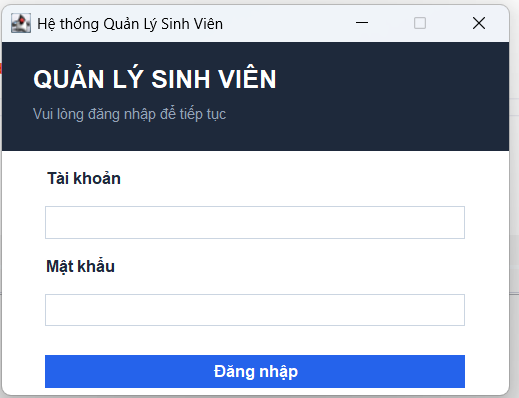 Hệ thống Quản Lý Sinh Viên
QUẢN LÝ SINH VIÊN
Vui lòng đăng nhập để tiếp tục
Tài khoản
Mật khẩu
Đăng nhập